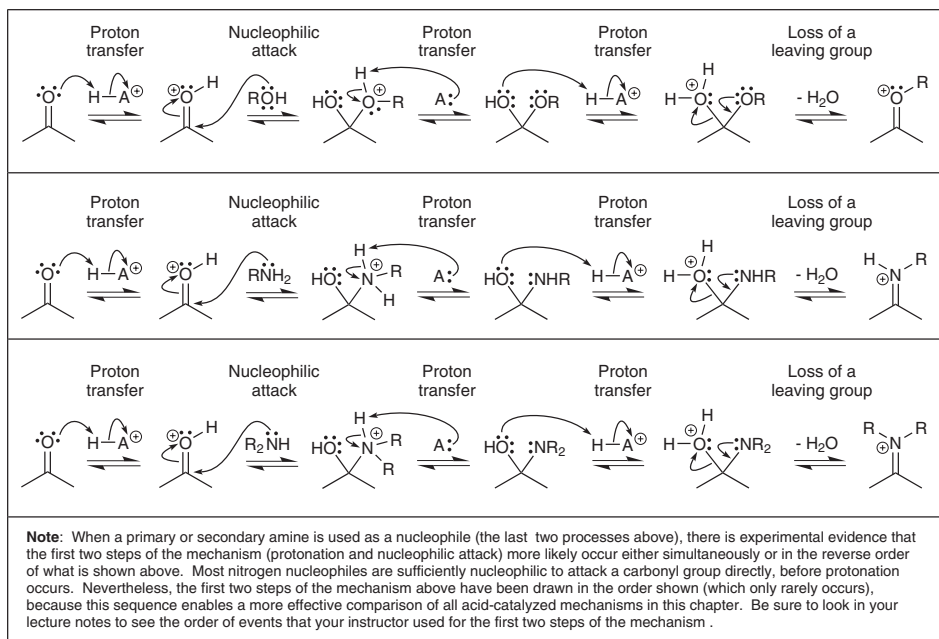 Proton transfer Nucleophilic attack Proton transfer Proton transfer Loss of a leaving group
O H A ⊕ ⊕ O H ROH HO H O ⊕ R A HO OR H A ⊕ H H O ⊕ OR - H₂O ⊕ O R
Proton transfer Nucleophilic attack Proton transfer Proton transfer Loss of a leaving group
O H A ⊕ ⊕ O H RNH₂ HO H N ⊕ R H A HO NHR H A ⊕ H H O ⊕ NHR - H₂O H ⊕ N R
Proton transfer Nucleophilic attack Proton transfer Proton transfer Loss of a leaving group
O H A ⊕ ⊕ O H R₂NH HO H N ⊕ R R A HO NR₂ H A ⊕ H H O ⊕ NR₂ - H₂O R ⊕ N R
Note: When a primary or secondary amine is used as a nucleophile (the last two processes above), there is experimental evidence that
the first two steps of the mechanism (protonation and nucleophilic attack) more likely occur either simultaneously or in the reverse order
of what is shown above. Most nitrogen nucleophiles are sufficiently nucleophilic to attack a carbonyl group directly, before protonation
occurs. Nevertheless, the first two steps of the mechanism above have been drawn in the order shown (which only rarely occurs),
because this sequence enables a more effective comparison of all acid-catalyzed mechanisms in this chapter. Be sure to look in your
lecture notes to see the order of events that your instructor used for the first two steps of the mechanism .